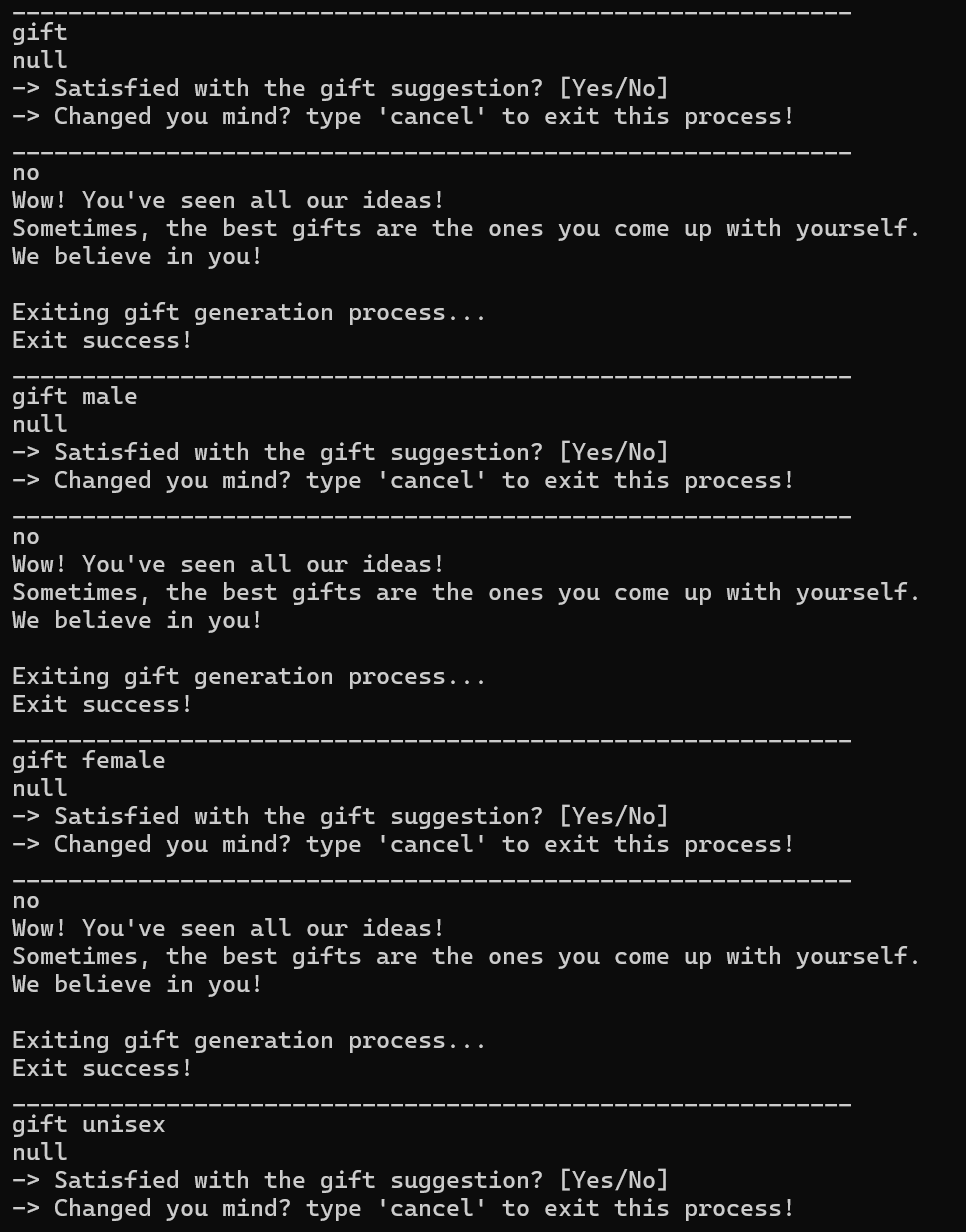 gift
null
-> Satisfied with the gift suggestion? [Yes/No]
-> Changed you mind? type 'cancel' to exit this process!
____________________________________________________________
no
Wow! You've seen all our ideas!
Sometimes, the best gifts are the ones you come up with yourself.
We believe in you!

Exiting gift generation process...
Exit success!
____________________________________________________________
gift male
null
-> Satisfied with the gift suggestion? [Yes/No]
-> Changed you mind? type 'cancel' to exit this process!
____________________________________________________________
no
Wow! You've seen all our ideas!
Sometimes, the best gifts are the ones you come up with yourself.
We believe in you!

Exiting gift generation process...
Exit success!
____________________________________________________________
gift female
null
-> Satisfied with the gift suggestion? [Yes/No]
-> Changed you mind? type 'cancel' to exit this process!
____________________________________________________________
no
Wow! You've seen all our ideas!
Sometimes, the best gifts are the ones you come up with yourself.
We believe in you!

Exiting gift generation process...
Exit success!
____________________________________________________________
gift unisex
null
-> Satisfied with the gift suggestion? [Yes/No]
-> Changed you mind? type 'cancel' to exit this process!